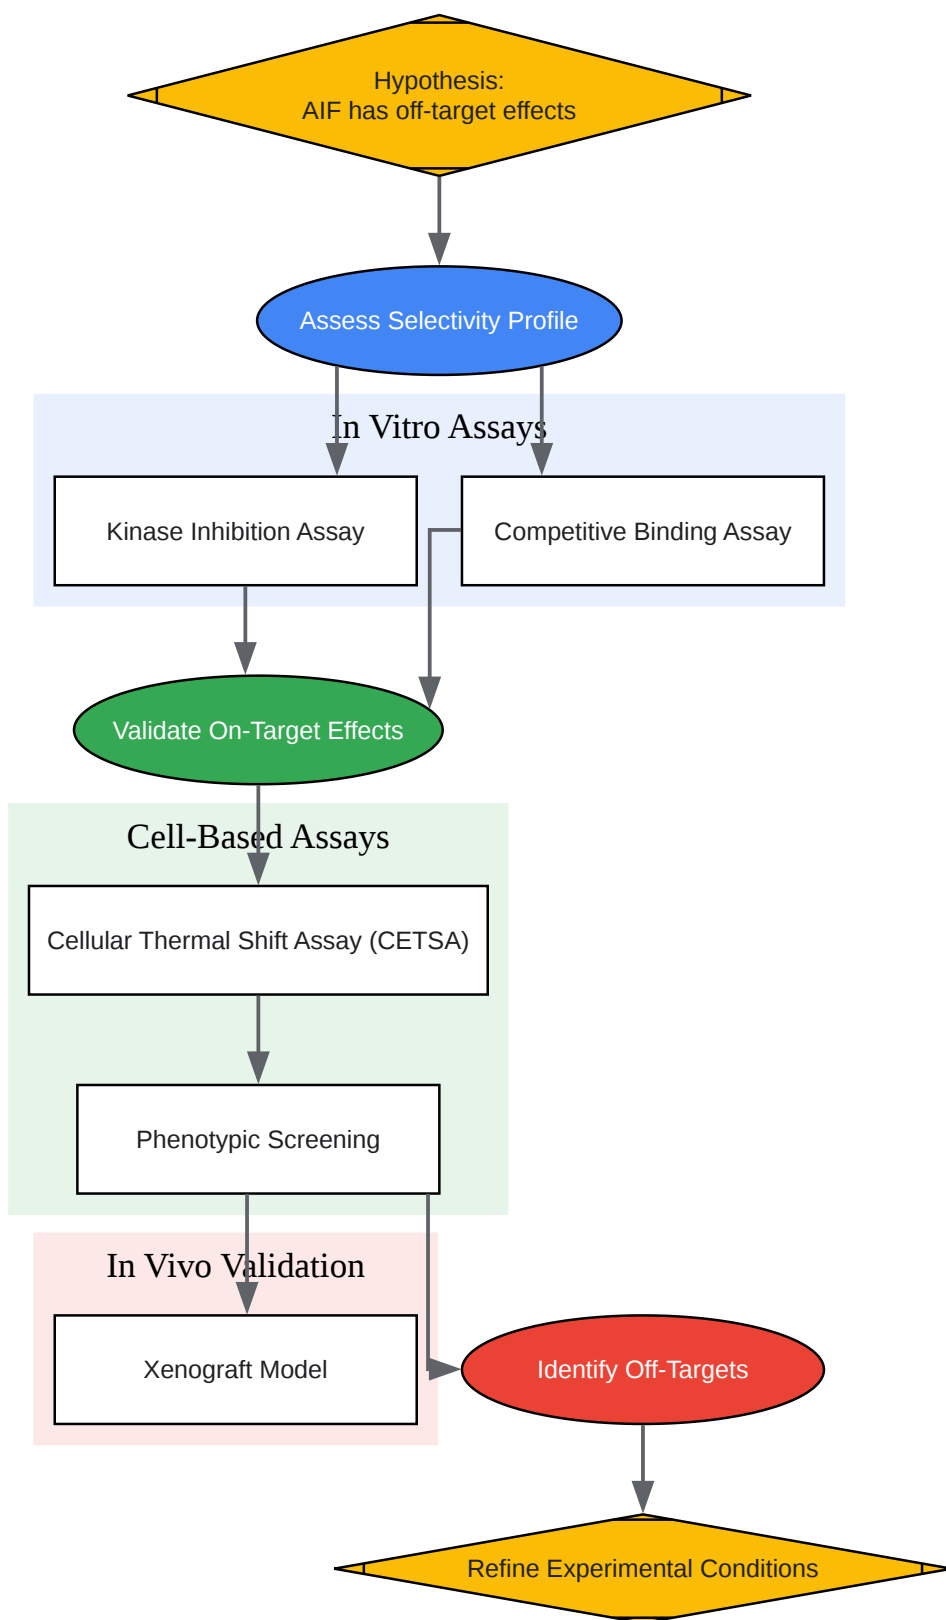 Hypothesis:
AIF has off-target effects
Assess Selectivity Profile
In Vitro Assays
Kinase Inhibition Assay
Competitive Binding Assay
Validate On-Target Effects
Cell-Based Assays
Cellular Thermal Shift Assay (CETSA)
Phenotypic Screening
In Vivo Validation
Xenograft Model
Identify Off-Targets
Refine Experimental Conditions